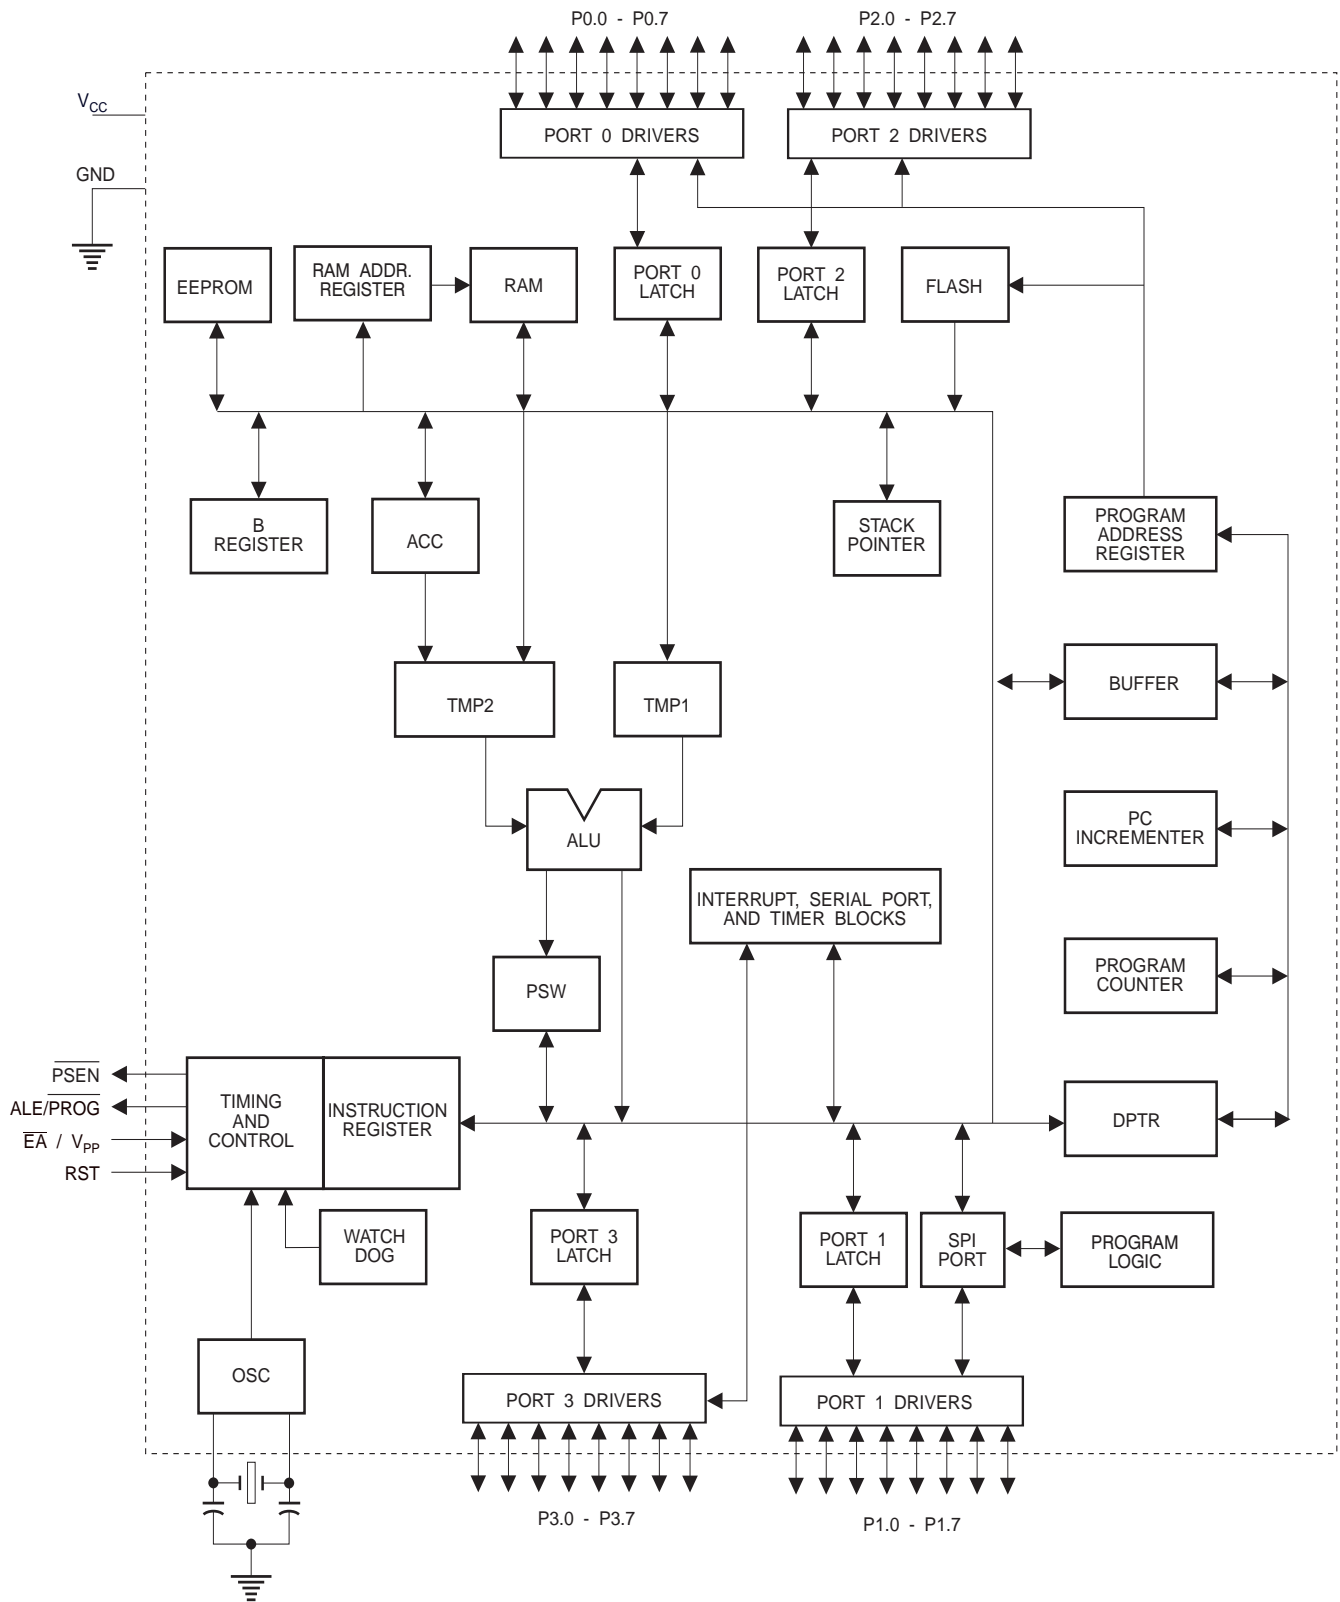 P0.0 - P0.7
P2.0 - P2.7
VCC
PORT 0 DRIVERS
PORT 2 DRIVERS
GND
EEPROM
RAM ADDR.
REGISTER
RAM
PORT 0
LATCH
PORT 2
LATCH
FLASH
B
REGISTER
ACC
STACK
POINTER
PROGRAM
ADDRESS
REGISTER
TMP2
TMP1
BUFFER
ALU
PC
INCREMENTER
INTERRUPT, SERIAL PORT,
AND TIMER BLOCKS
PSW
PROGRAM
COUNTER
PSEN
ALE/PROG
EA / VPP
RST
TIMING
AND
CONTROL
INSTRUCTION
REGISTER
DPTR
WATCH
DOG
PORT 3
LATCH
PORT 1
LATCH
SPI
PORT
PROGRAM
LOGIC
OSC
PORT 3 DRIVERS
PORT 1 DRIVERS
P3.0 - P3.7
P1.0 - P1.7